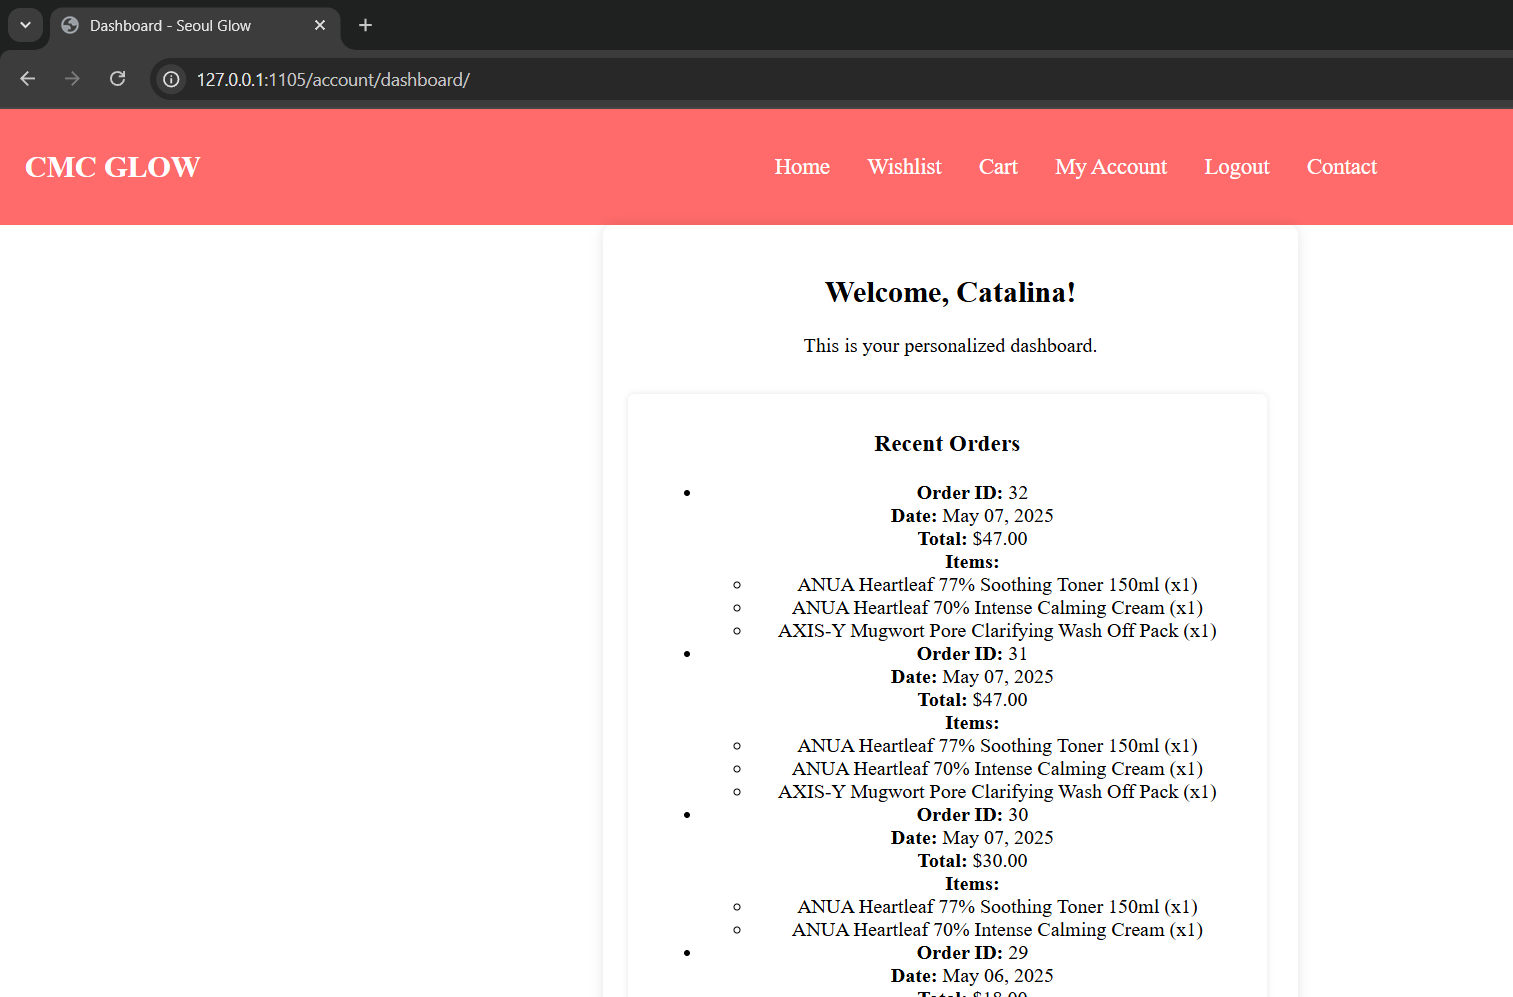 Dashboard - Seoul Glow
127.0.0.1:1105/account/dashboard/
CMC GLOW
Home Wishlist Cart My Account Logout Contact
Welcome, Catalina!
This is your personalized dashboard.
Recent Orders
Order ID: 32
Date: May 07, 2025
Total: $47.00
Items:
ANUA Heartleaf 77% Soothing Toner 150ml (x1)
ANUA Heartleaf 70% Intense Calming Cream (x1)
AXIS-Y Mugwort Pore Clarifying Wash Off Pack (x1)
Order ID: 31
Date: May 07, 2025
Total: $47.00
Items:
ANUA Heartleaf 77% Soothing Toner 150ml (x1)
ANUA Heartleaf 70% Intense Calming Cream (x1)
AXIS-Y Mugwort Pore Clarifying Wash Off Pack (x1)
Order ID: 30
Date: May 07, 2025
Total: $30.00
Items:
ANUA Heartleaf 77% Soothing Toner 150ml (x1)
ANUA Heartleaf 70% Intense Calming Cream (x1)
Order ID: 29
Date: May 06, 2025
Total: $18.00